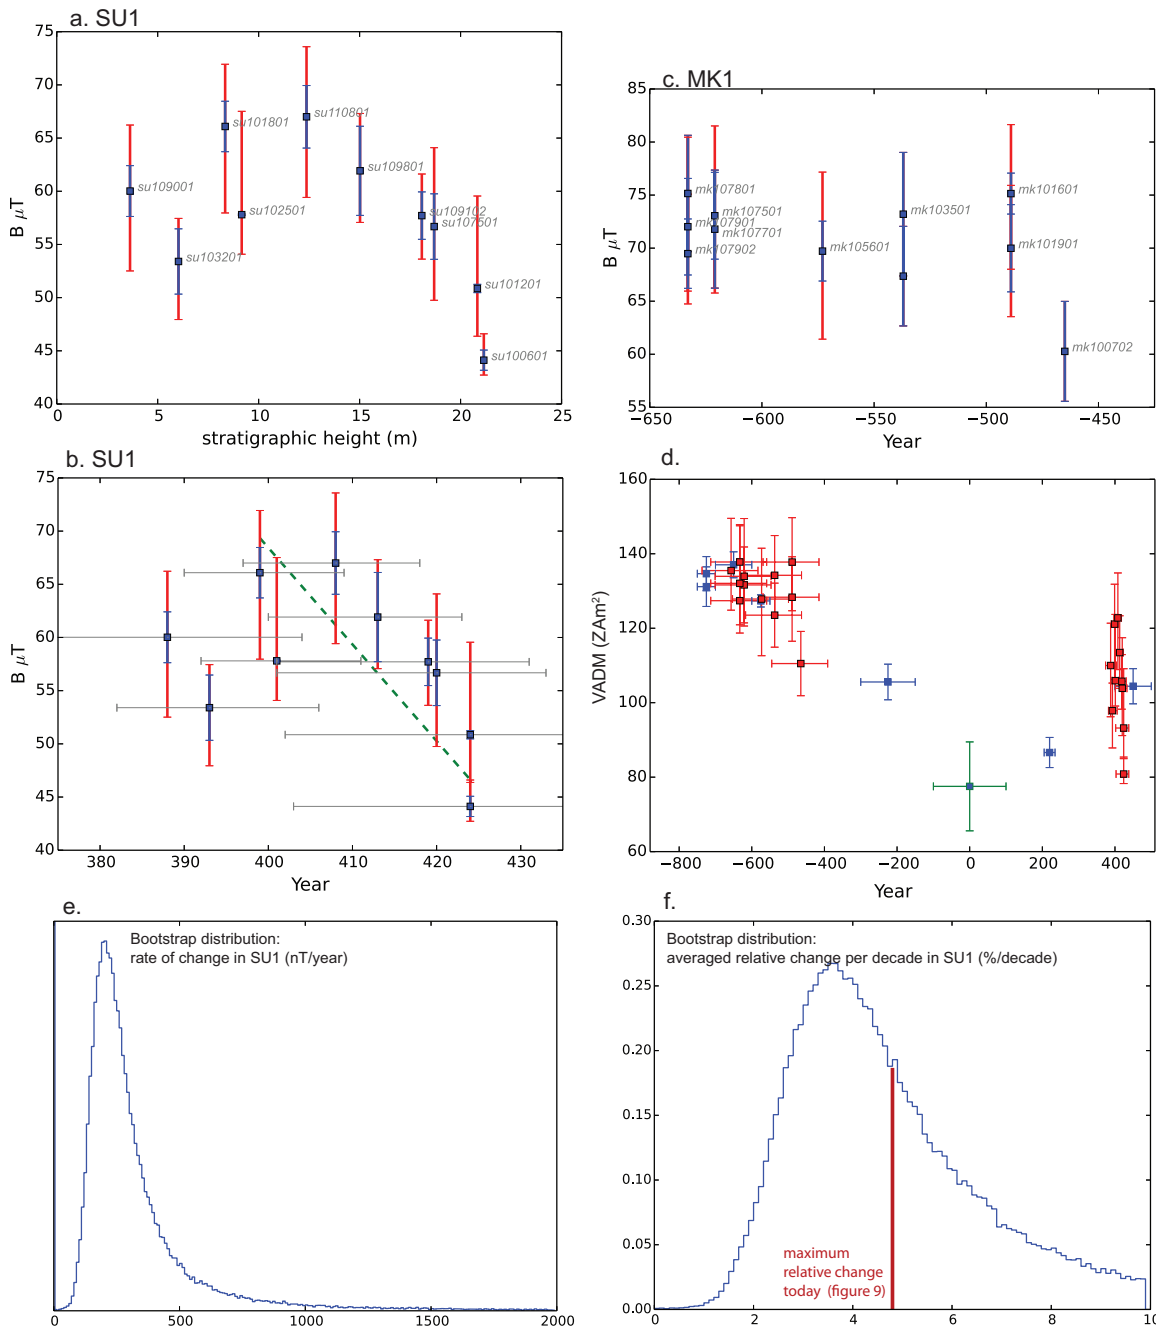 a. SU1
75
70
65
60
55
50
45
40
B μT
su109001
su103201
su101801
su102501
su110801
su109801
su109102
su107501
su101201
su100601
0
5
10
15
20
25
stratigraphic height (m)
c. MK1
85
80
75
70
65
60
55
B μT
mk107801
mk107501
mk107901
mk107701
mk107902
mk105601
mk103501
mk101601
mk101901
mk100702
−650
−600
−550
−500
−450
Year
b. SU1
75
70
65
60
55
50
45
40
B μT
380
390
400
410
420
430
Year
d.
160
140
120
100
80
60
VADM (ZAm²)
−800
−600
−400
−200
0
200
400
Year
e.
Bootstrap distribution:
rate of change in SU1 (nT/year)
0
500
1000
1500
2000
f.
0.30
0.25
0.20
0.15
0.10
0.05
0.00
Bootstrap distribution:
averaged relative change per decade in SU1 (%/decade)
maximum
relative change
today (figure 9)
0
2
4
6
8
10